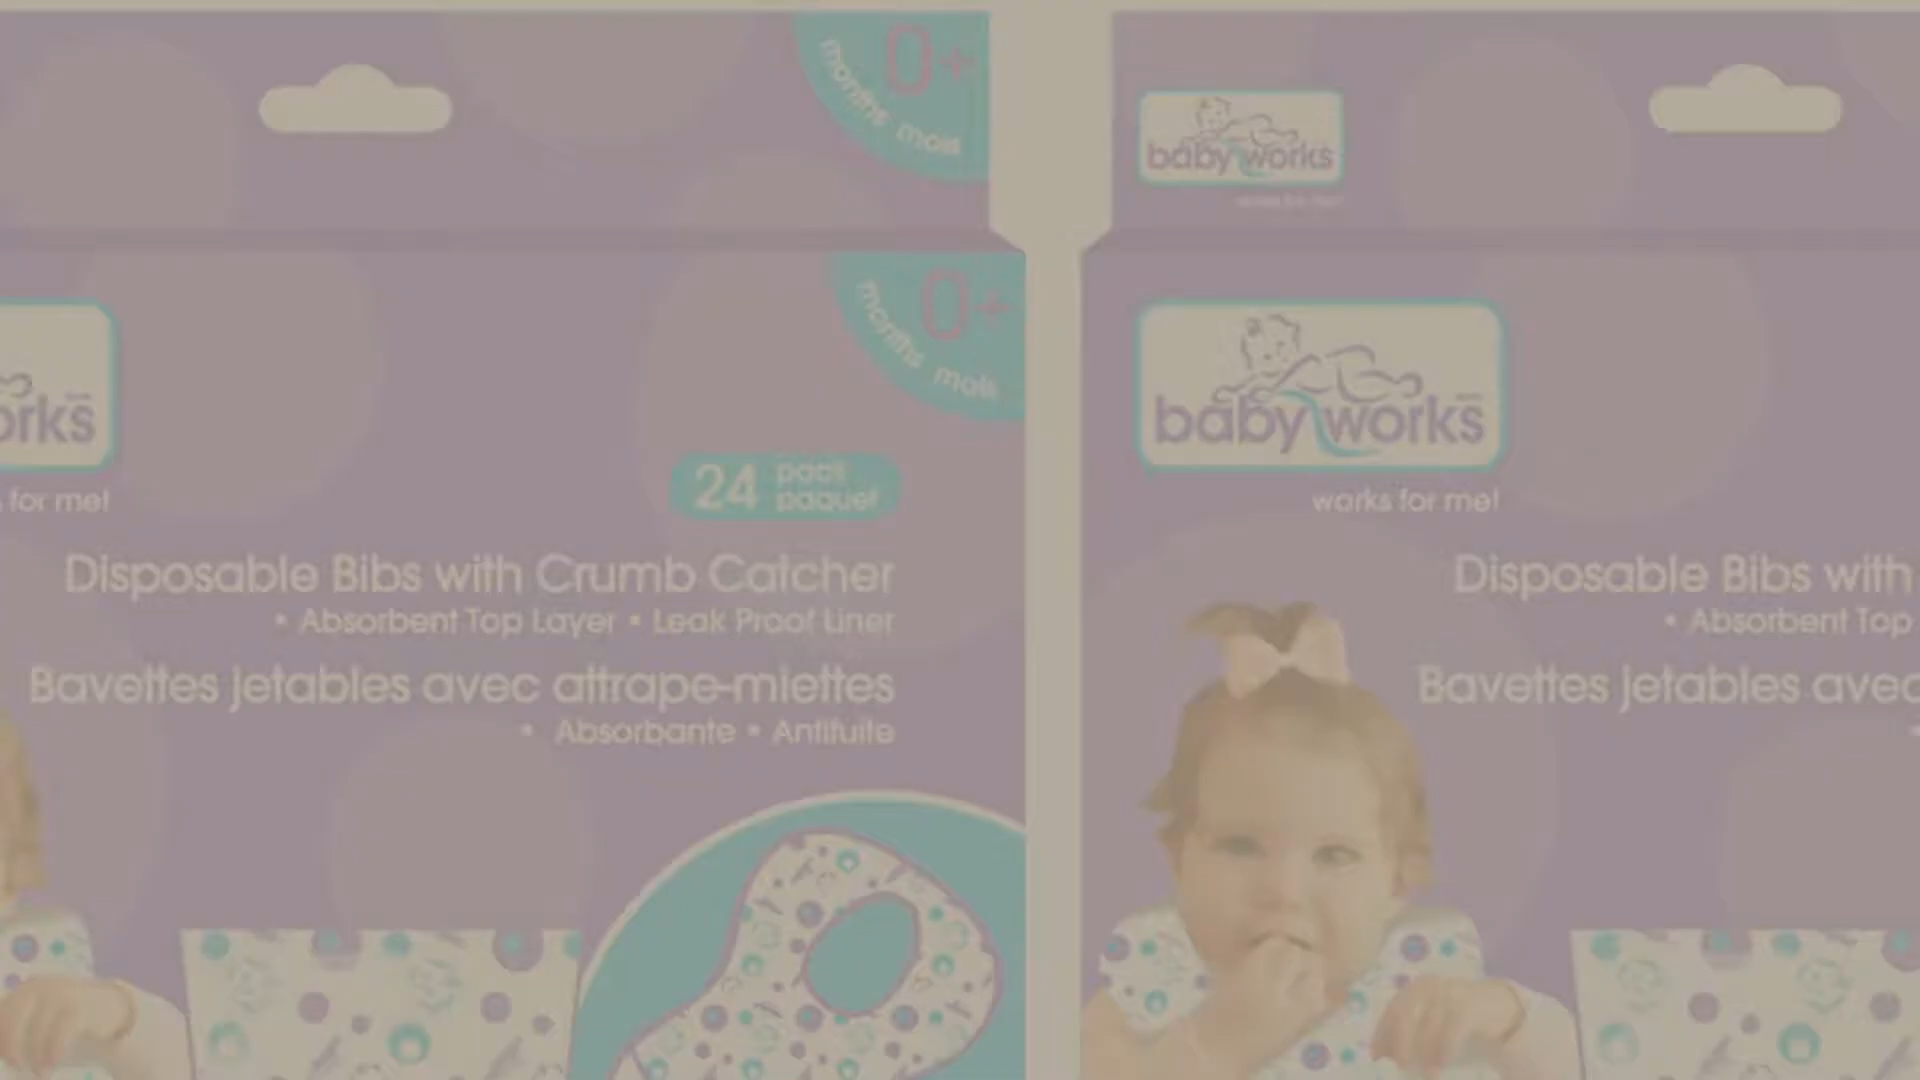 0+
months mois
0+
months mois
orks
for me!
24 pack
paquet
Disposable Bibs with Crumb Catcher
• Absorbent Top Layer • Leak Proof Liner
Bavettes jetables avec attrape-miettes
• Absorbante • Antifuite
baby works
baby works
works for me!
Disposable Bibs with
• Absorbent Top
Bavettes jetables avec